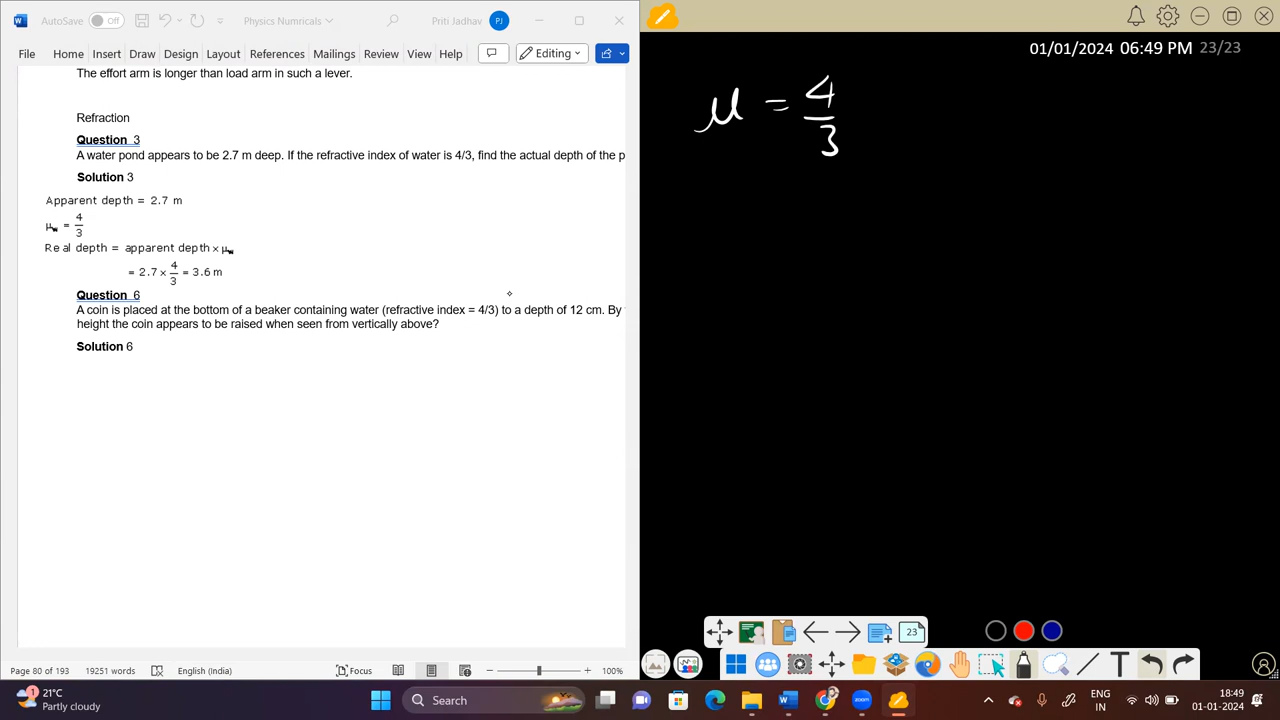 AutoSave Off Physics Numricals Priti Jadhav PJ
File Home Insert Draw Design Layout References Mailings Review View Help Editing
The effort arm is longer than load arm in such a lever.
Refraction
Question 3
A water pond appears to be 2.7 m deep. If the refractive index of water is 4/3, find the actual depth of the p
Solution 3
Apparent depth = 2.7 m
μw = 4/3
Real depth = apparent depth × μw
= 2.7 × 4/3 = 3.6 m
Question 6
A coin is placed at the bottom of a beaker containing water (refractive index = 4/3) to a depth of 12 cm. By
height the coin appears to be raised when seen from vertically above?
Solution 6
Page 28 of 193 19251 words English (India) Focus 100%
01/01/2024 06:49 PM 23/23
μ = 4/3
23
T
1
21°C
Partly cloudy
Search
ENG
IN
18:49
01-01-2024